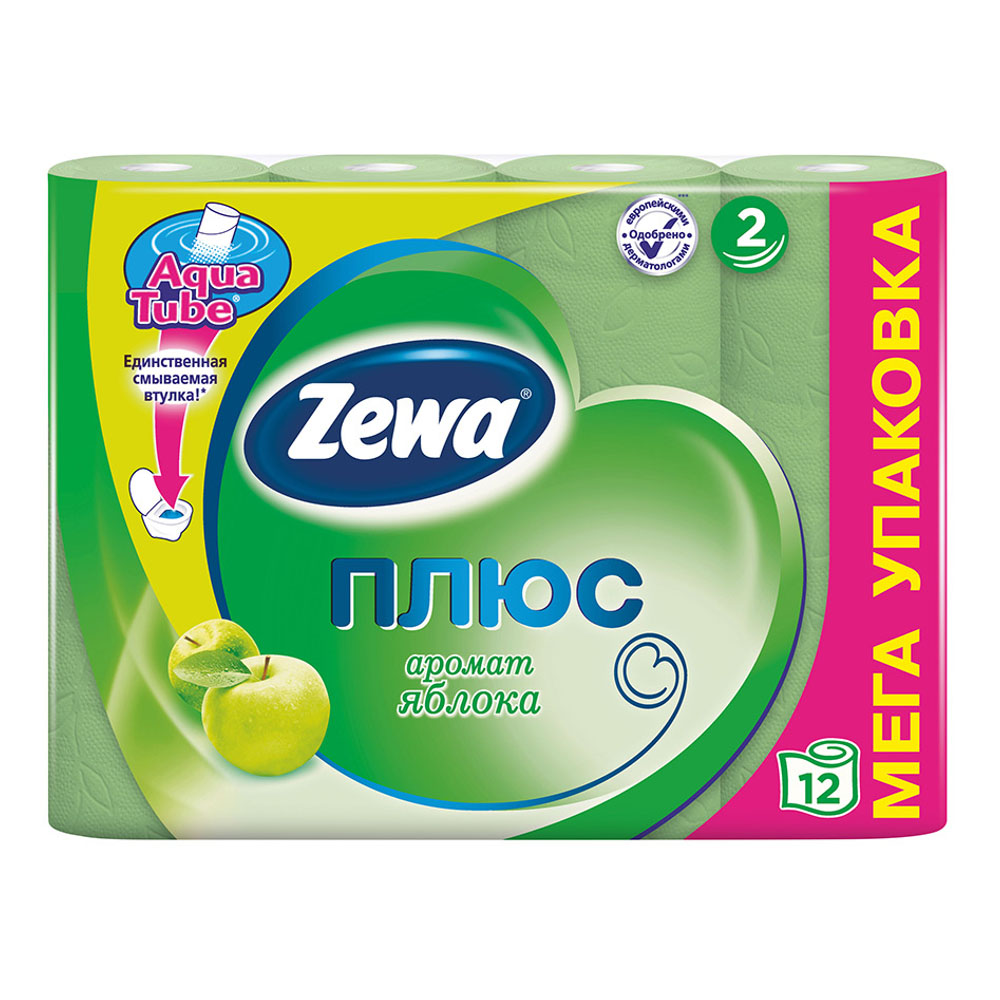 Aqua
Tube®
Единственная
смываемая
втулка!*
Zewa®
ПЛЮС
аромат
яблока
европейскими
Одобрено
дерматологами
***
2
МЕГА УПАКОВКА
12